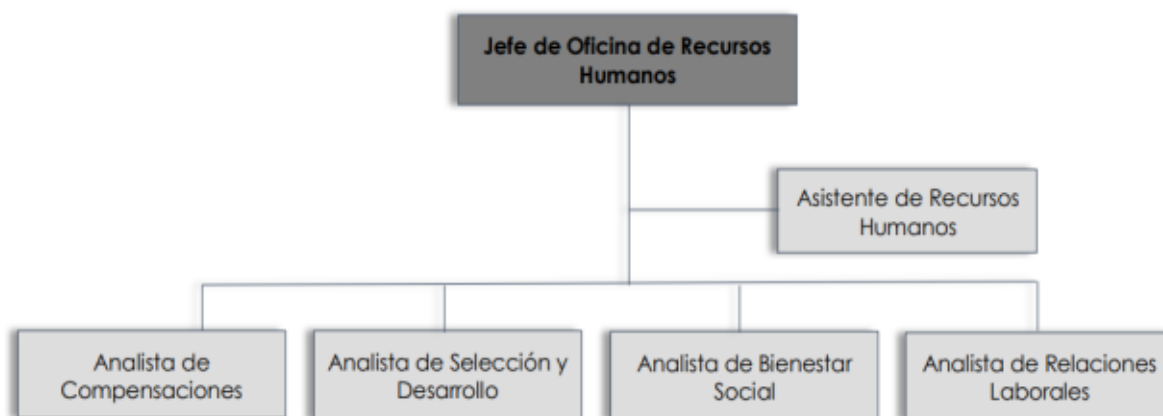 Jefe de Oficina de Recursos
Humanos
Asistente de Recursos
Humanos
Analista de
Compensaciones
Analista de Selección y
Desarrollo
Analista de Bienestar
Social
Analista de Relaciones
Laborales